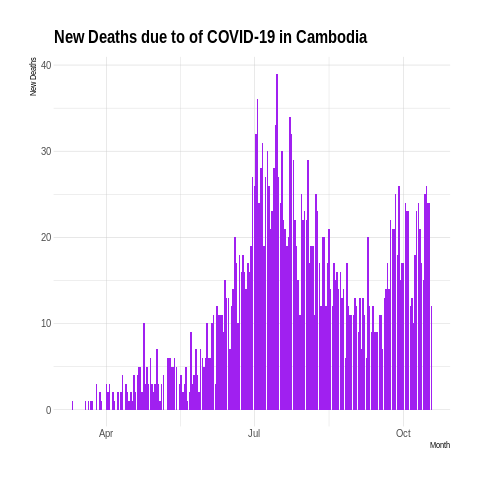 New Deaths due to of COVID-19 in Cambodia
New Deaths
40
30
20
10
0
Apr
Jul
Oct
Month